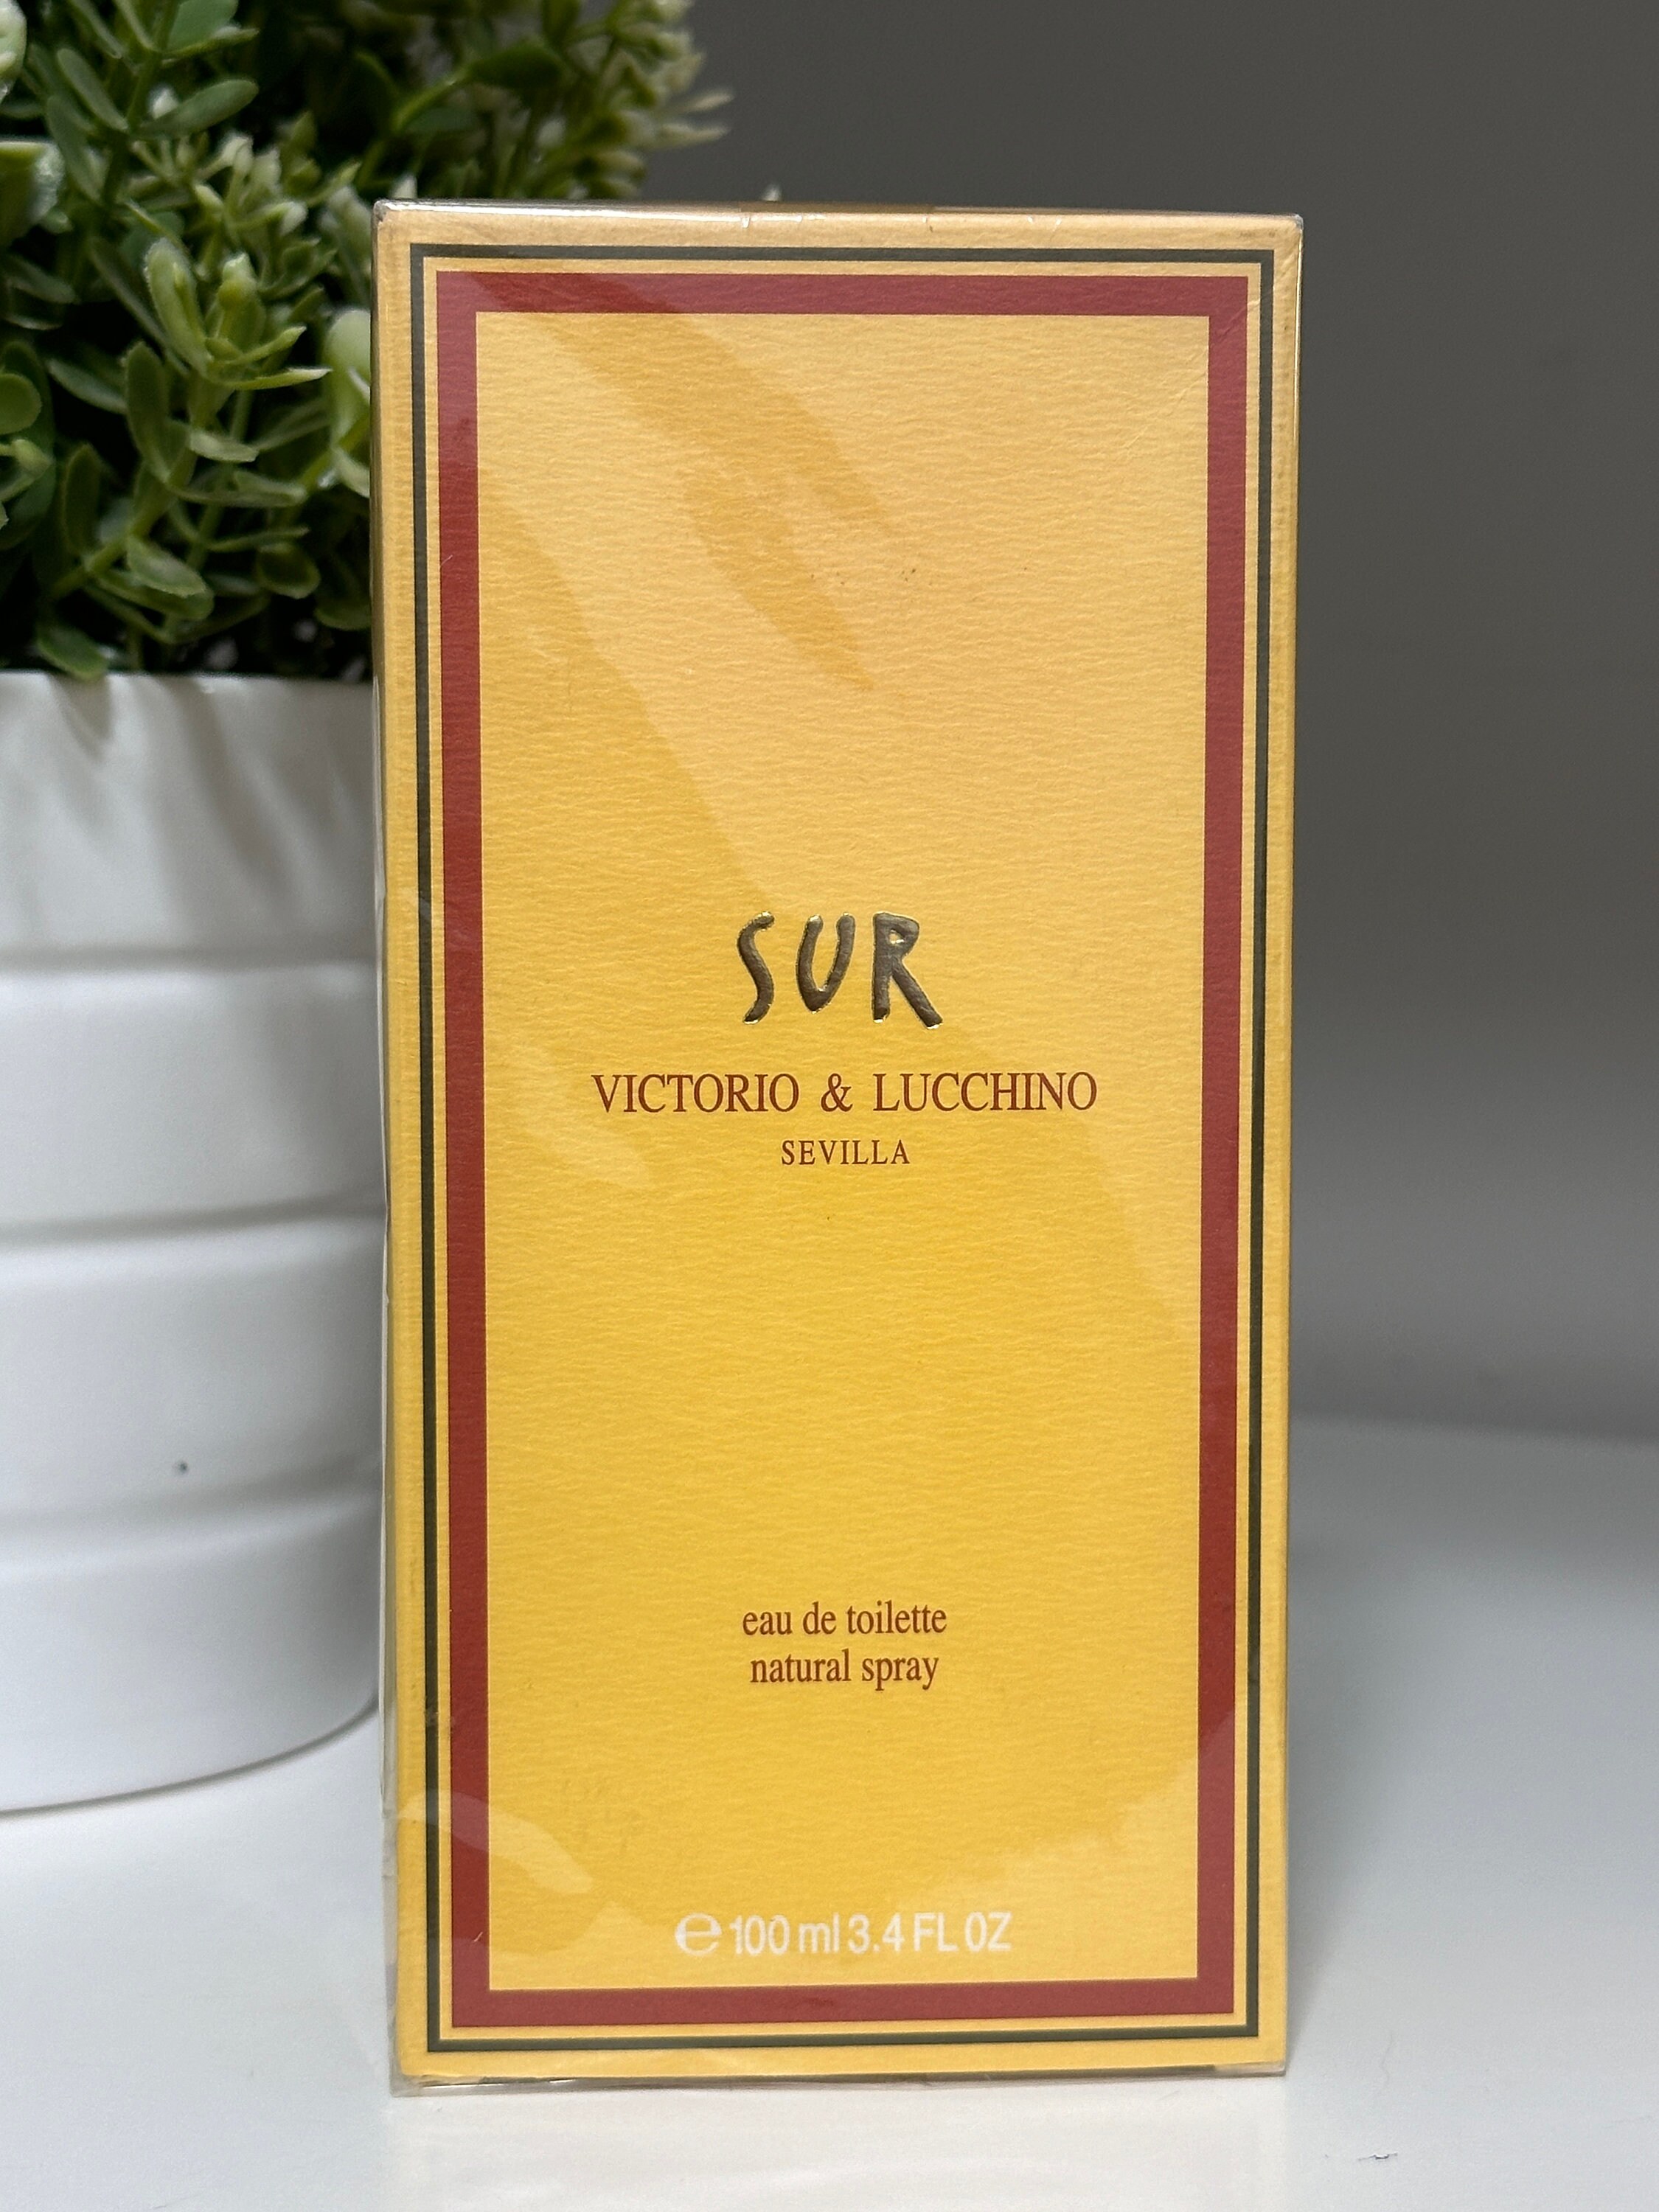 SUR
VICTORIO & LUCCHINO
SEVILLA
eau de toilette
natural spray
℮ 100 ml 3.4 FL OZ